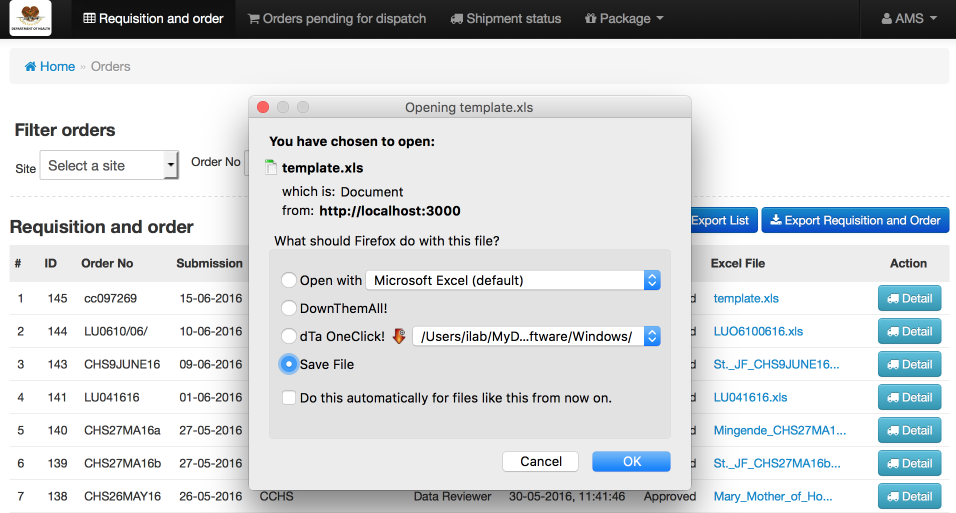 DEPARTMENT OF HEALTH
Requisition and order
Orders pending for dispatch
Shipment status
Package
AMS
Home » Orders
Filter orders
Site
Select a site
Order No
Requisition and order
Export List
Export Requisition and Order
# ID Order No Submission Excel File Action
1 145 cc097269 15-06-2016 d template.xls Detail
2 144 LU0610/06/ 10-06-2016 d LUO6100616.xls Detail
3 143 CHS9JUNE16 09-06-2016 d St._JF_CHS9JUNE16... Detail
4 141 LU041616 01-06-2016 d LU041616.xls Detail
5 140 CHS27MA16a 27-05-2016 d Mingende_CHS27MA1... Detail
6 139 CHS27MA16b 27-05-2016 d St._JF_CHS27MA16b... Detail
7 138 CHS26MAY16 26-05-2016 CCHS Data Reviewer 30-05-2016, 11:41:46 Approved Mary_Mother_of_Ho... Detail
Opening template.xls
You have chosen to open:
template.xls
which is: Document
from: http://localhost:3000
What should Firefox do with this file?
Open with Microsoft Excel (default)
DownThemAll!
dTa OneClick! /Users/ilab/MyD...ftware/Windows/
Save File
Do this automatically for files like this from now on.
Cancel
OK